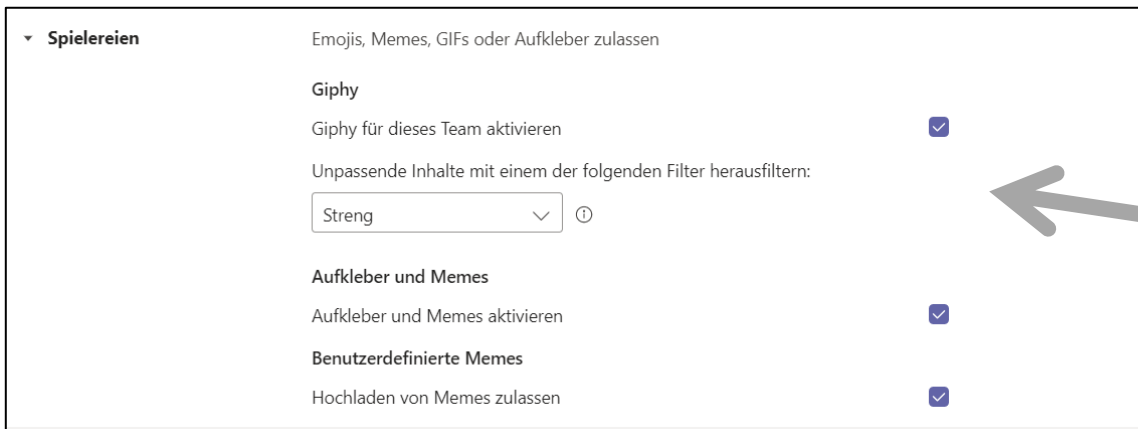 Spielereien
Emojis, Memes, GIFs oder Aufkleber zulassen
Giphy
Giphy für dieses Team aktivieren
Unpassende Inhalte mit einem der folgenden Filter herausfiltern:
Streng
Aufkleber und Memes
Aufkleber und Memes aktivieren
Benutzerdefinierte Memes
Hochladen von Memes zulassen